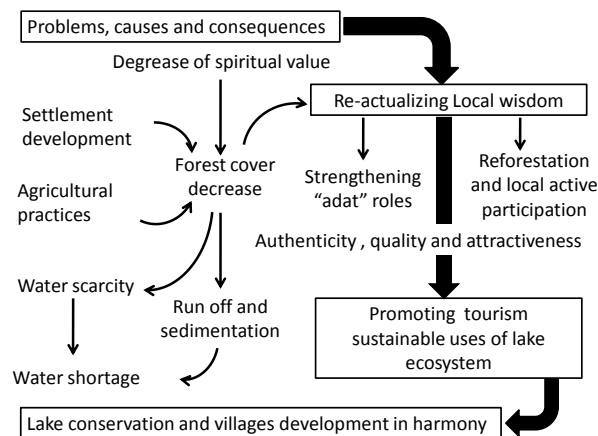 Problems, causes and consequences
Degrease of spiritual value
Re-actualizing Local wisdom
Settlement
development
Forest cover
decrease
Agricultural
practices
Strengthening
"adat" roles
Reforestation
and local active
participation
Authenticity , quality and attractiveness
Water scarcity
Run off and
sedimentation
Water shortage
Promoting tourism
sustainable uses of lake
ecosystem
Lake conservation and villages development in harmony